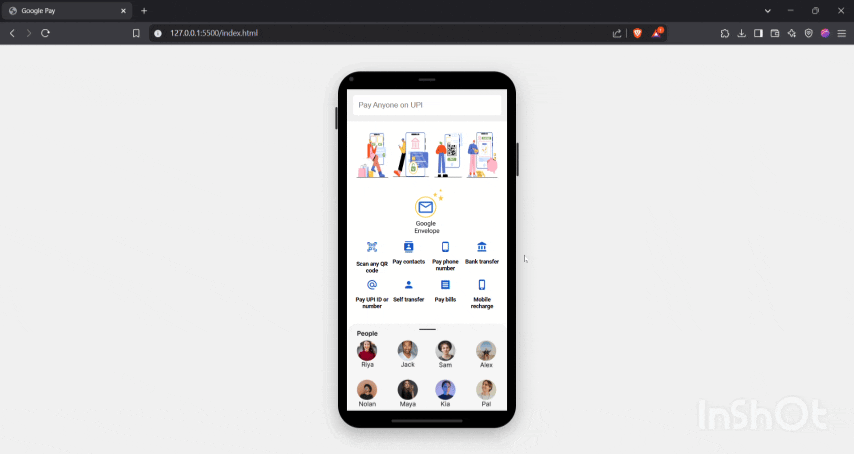 Google Pay
127.0.0.1:5500/index.html
Pay Anyone on UPI
Google
Envelope
Scan any QR
code
Pay contacts
Pay phone
number
Bank transfer
Pay UPI ID or
number
Self transfer
Pay bills
Mobile
recharge
People
Riya
Jack
Sam
Alex
Nolan
Maya
Kia
Pal
InShOt